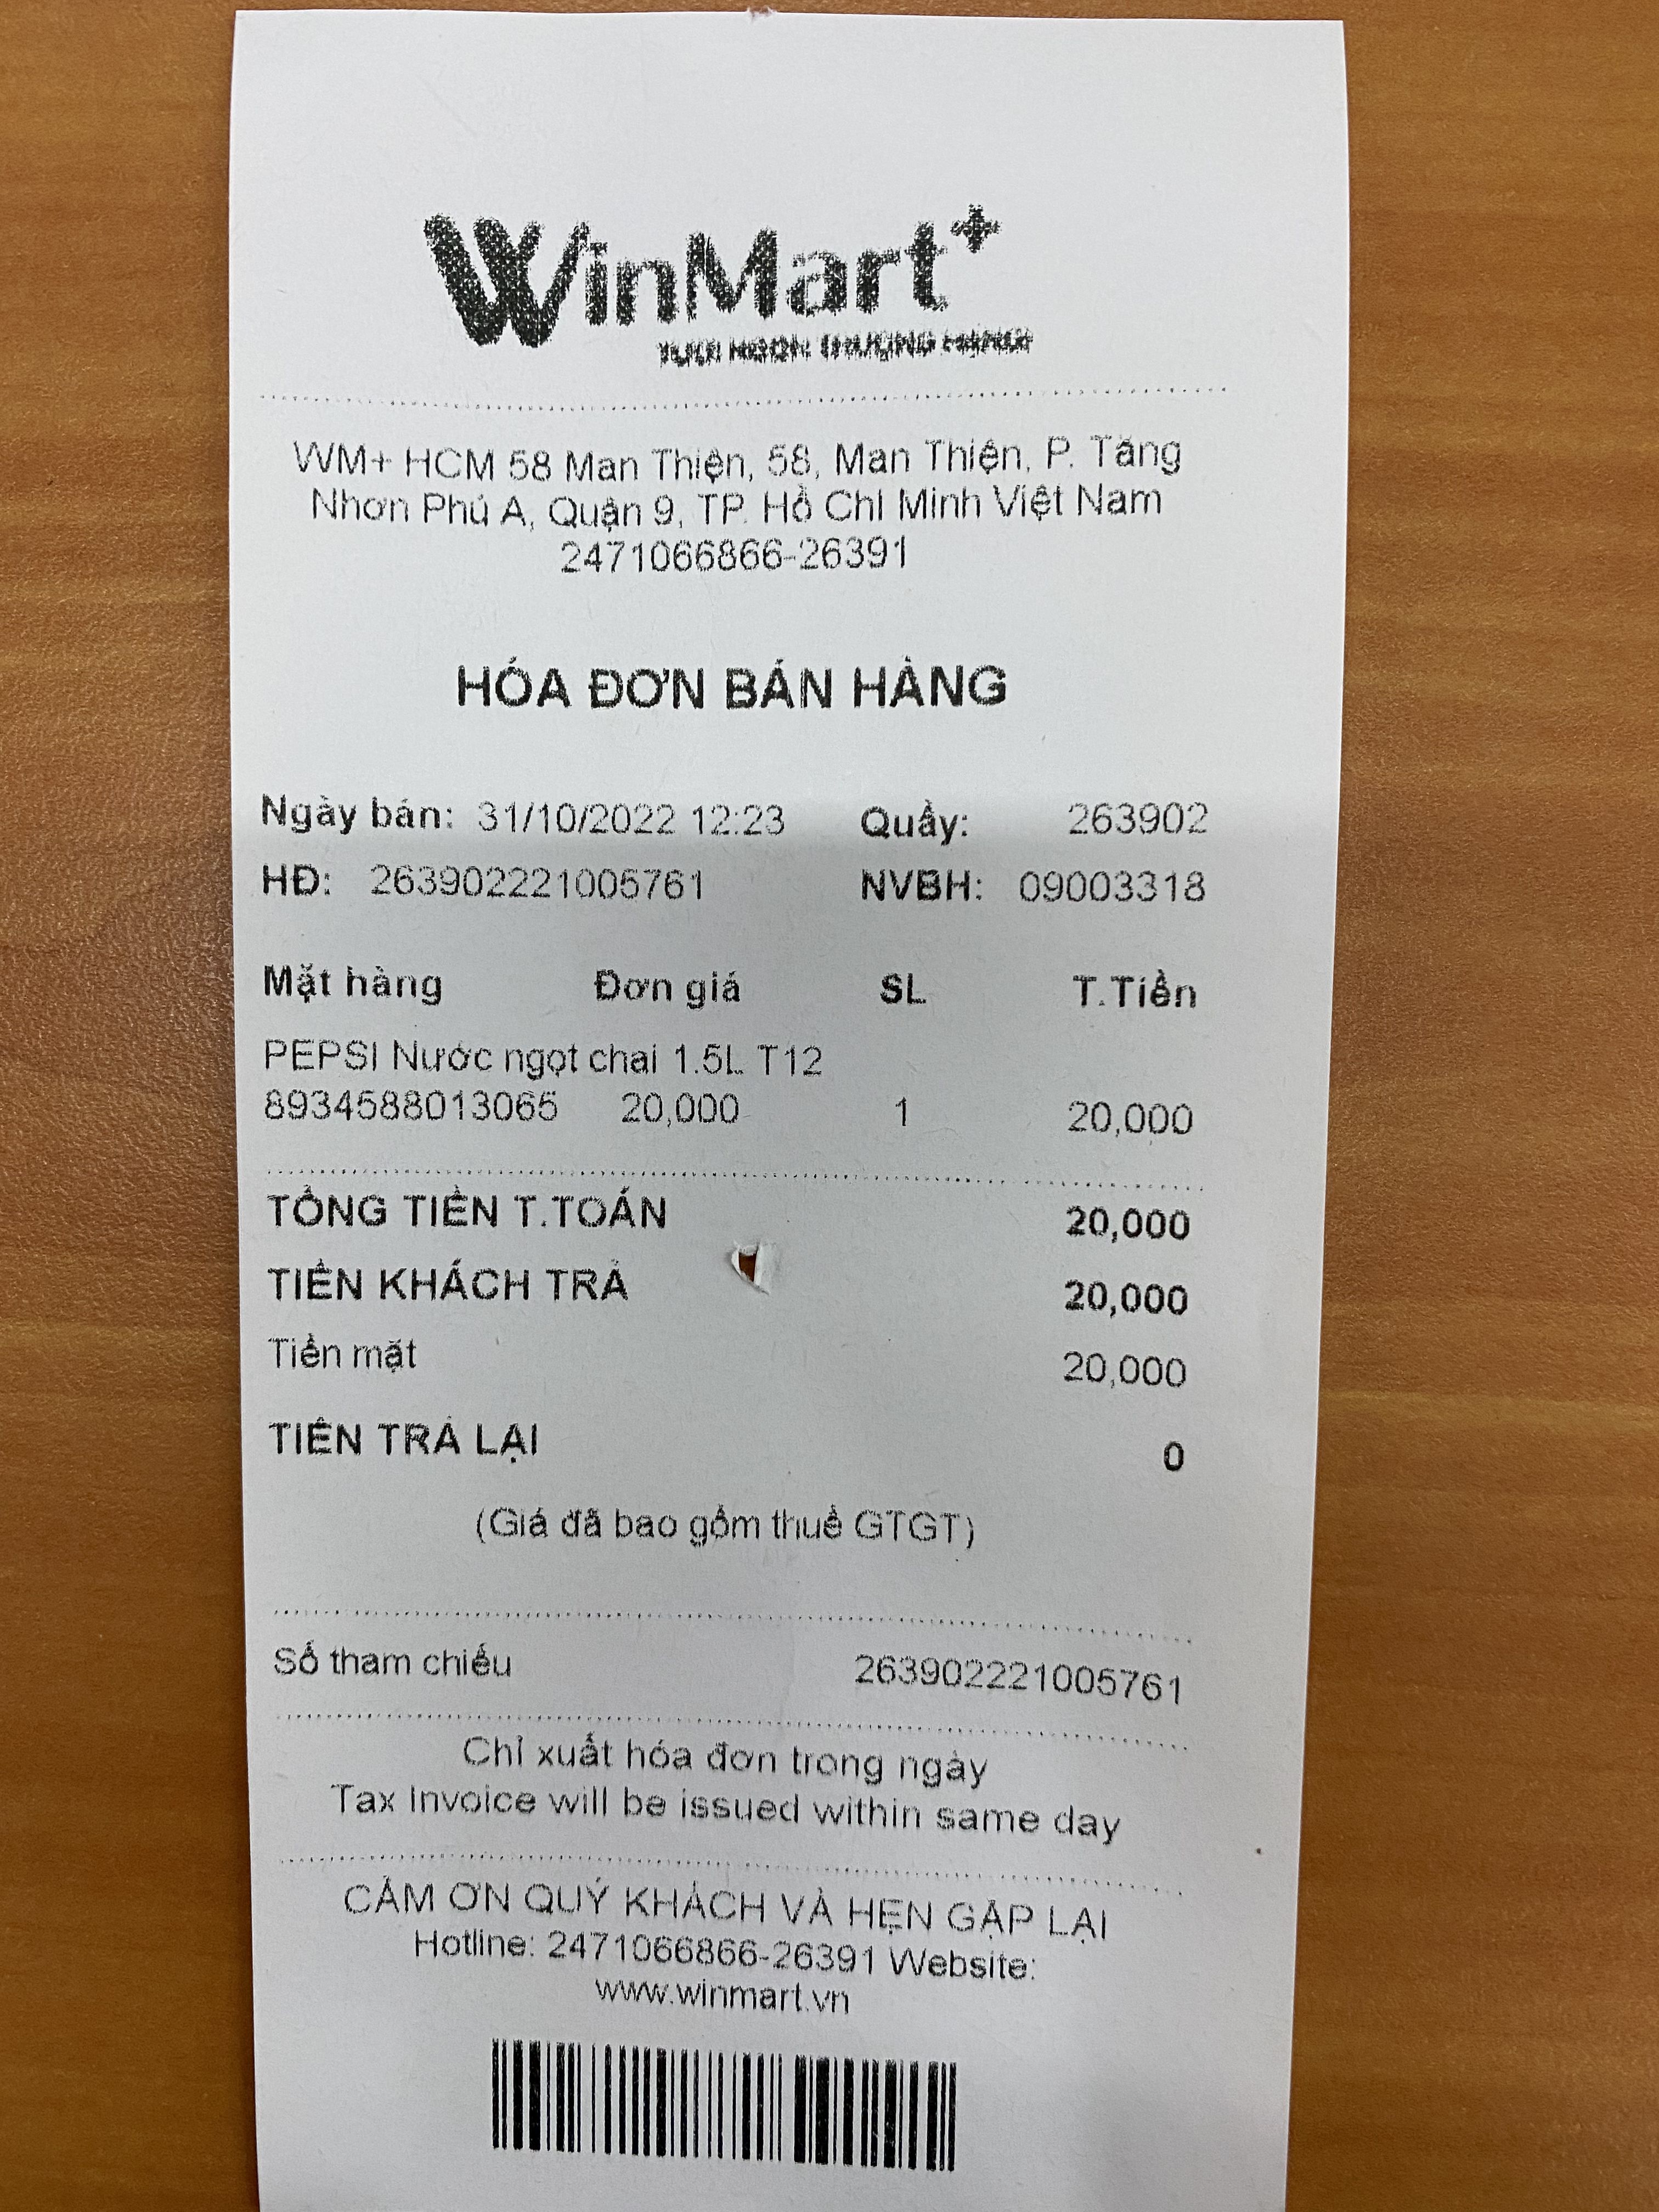 WinMart+
TƯƠI NGON THƯỢNG HẠNG
WM+ HCM 58 Man Thiện, 58, Man Thiện, P. Tăng
Nhơn Phú A, Quận 9, TP. Hồ Chí Minh Việt Nam
2471066866-26391
HÓA ĐƠN BÁN HÀNG
Ngày bán: 31/10/2022 12:23 Quầy: 263902
HĐ: 263902221005761 NVBH: 09003318
Mặt hàng Đơn giá SL T.Tiền
PEPSI Nước ngọt chai 1.5L T12
8934588013065 20,000 1 20,000
TỔNG TIỀN T.TOÁN 20,000
TIỀN KHÁCH TRẢ 20,000
Tiền mặt 20,000
TIỀN TRẢ LẠI 0
(Giá đã bao gồm thuế GTGT)
Số tham chiếu 263902221005761
Chỉ xuất hóa đơn trong ngày
Tax Invoice will be issued within same day
CẢM ƠN QUÝ KHÁCH VÀ HẸN GẶP LẠI
Hotline: 2471066866-26391 Website:
www.winmart.vn